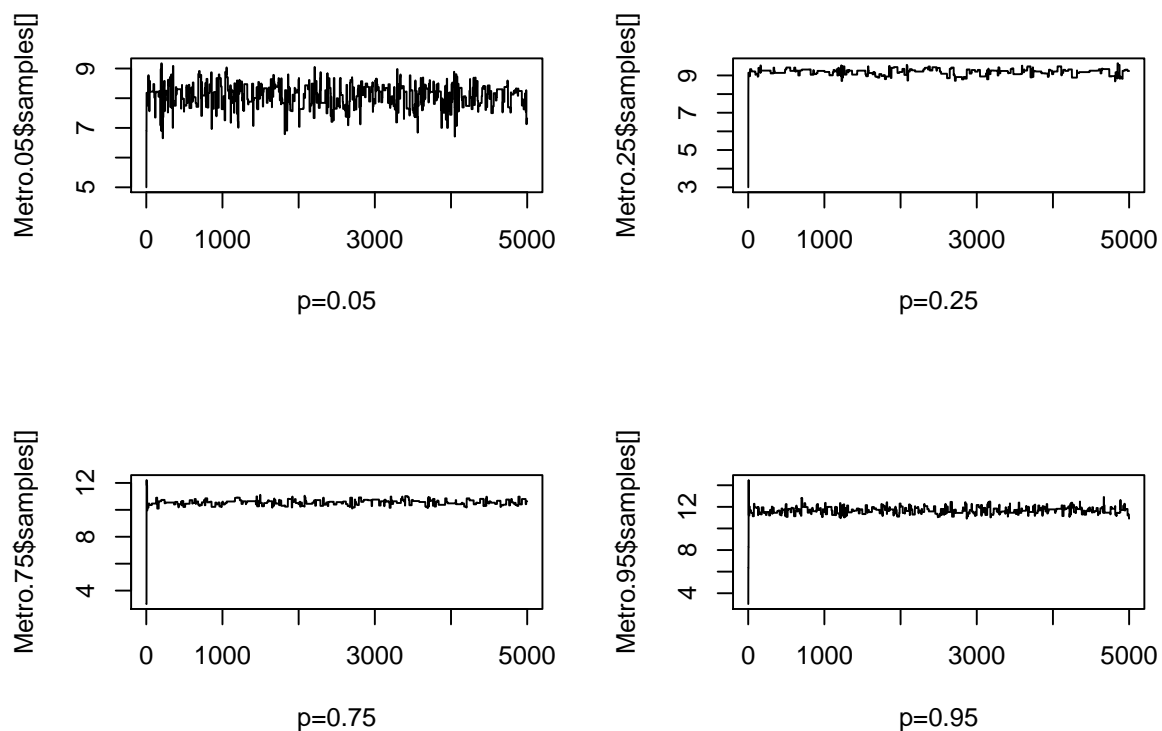 Metro.05$samples[]
9
7
5
0 1000 3000 5000
p=0.05
Metro.25$samples[]
9
7
5
3
0 1000 3000 5000
p=0.25
Metro.75$samples[]
12
8
4
0 1000 3000 5000
p=0.75
Metro.95$samples[]
12
8
4
0 1000 3000 5000
p=0.95